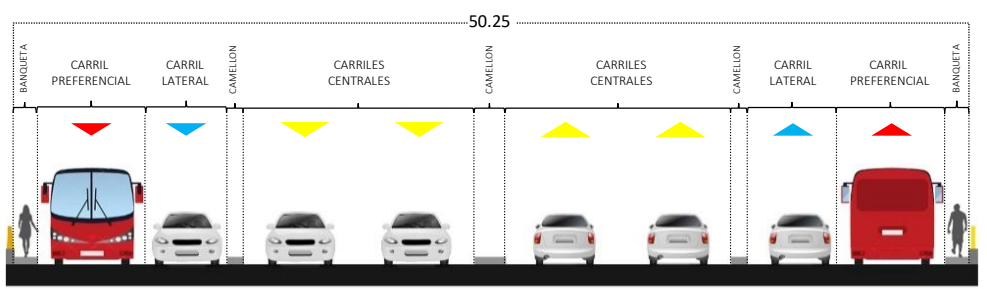 50.25
BANQUETA
CARRIL
PREFERENCIAL
CARRIL
LATERAL
CAMELLON
CARRILES
CENTRALES
CAMELLON
CARRILES
CENTRALES
CAMELLON
CARRIL
LATERAL
CARRIL
PREFERENCIAL
BANQUETA